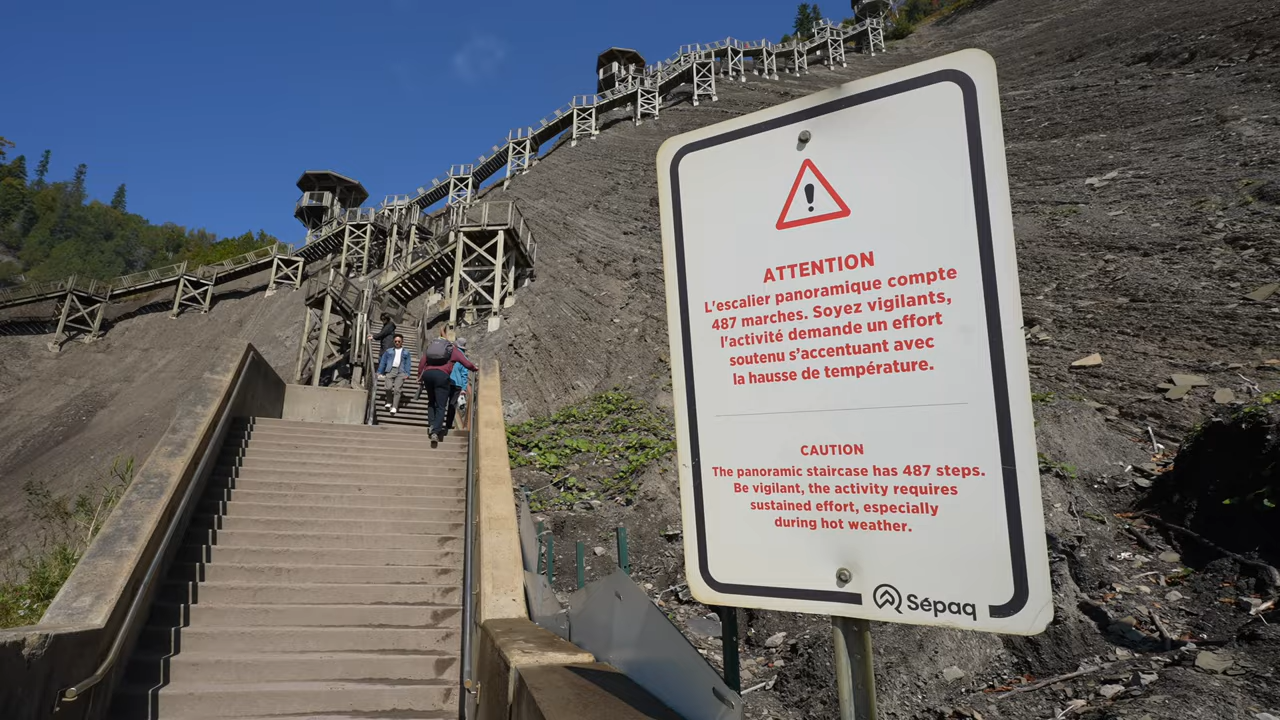 ATTENTION
L'escalier panoramique compte
487 marches. Soyez vigilants,
l'activité demande un effort
soutenu s'accentuant avec
la hausse de température.
CAUTION
The panoramic staircase has 487 steps.
Be vigilant, the activity requires
sustained effort, especially
during hot weather.
Sépaq